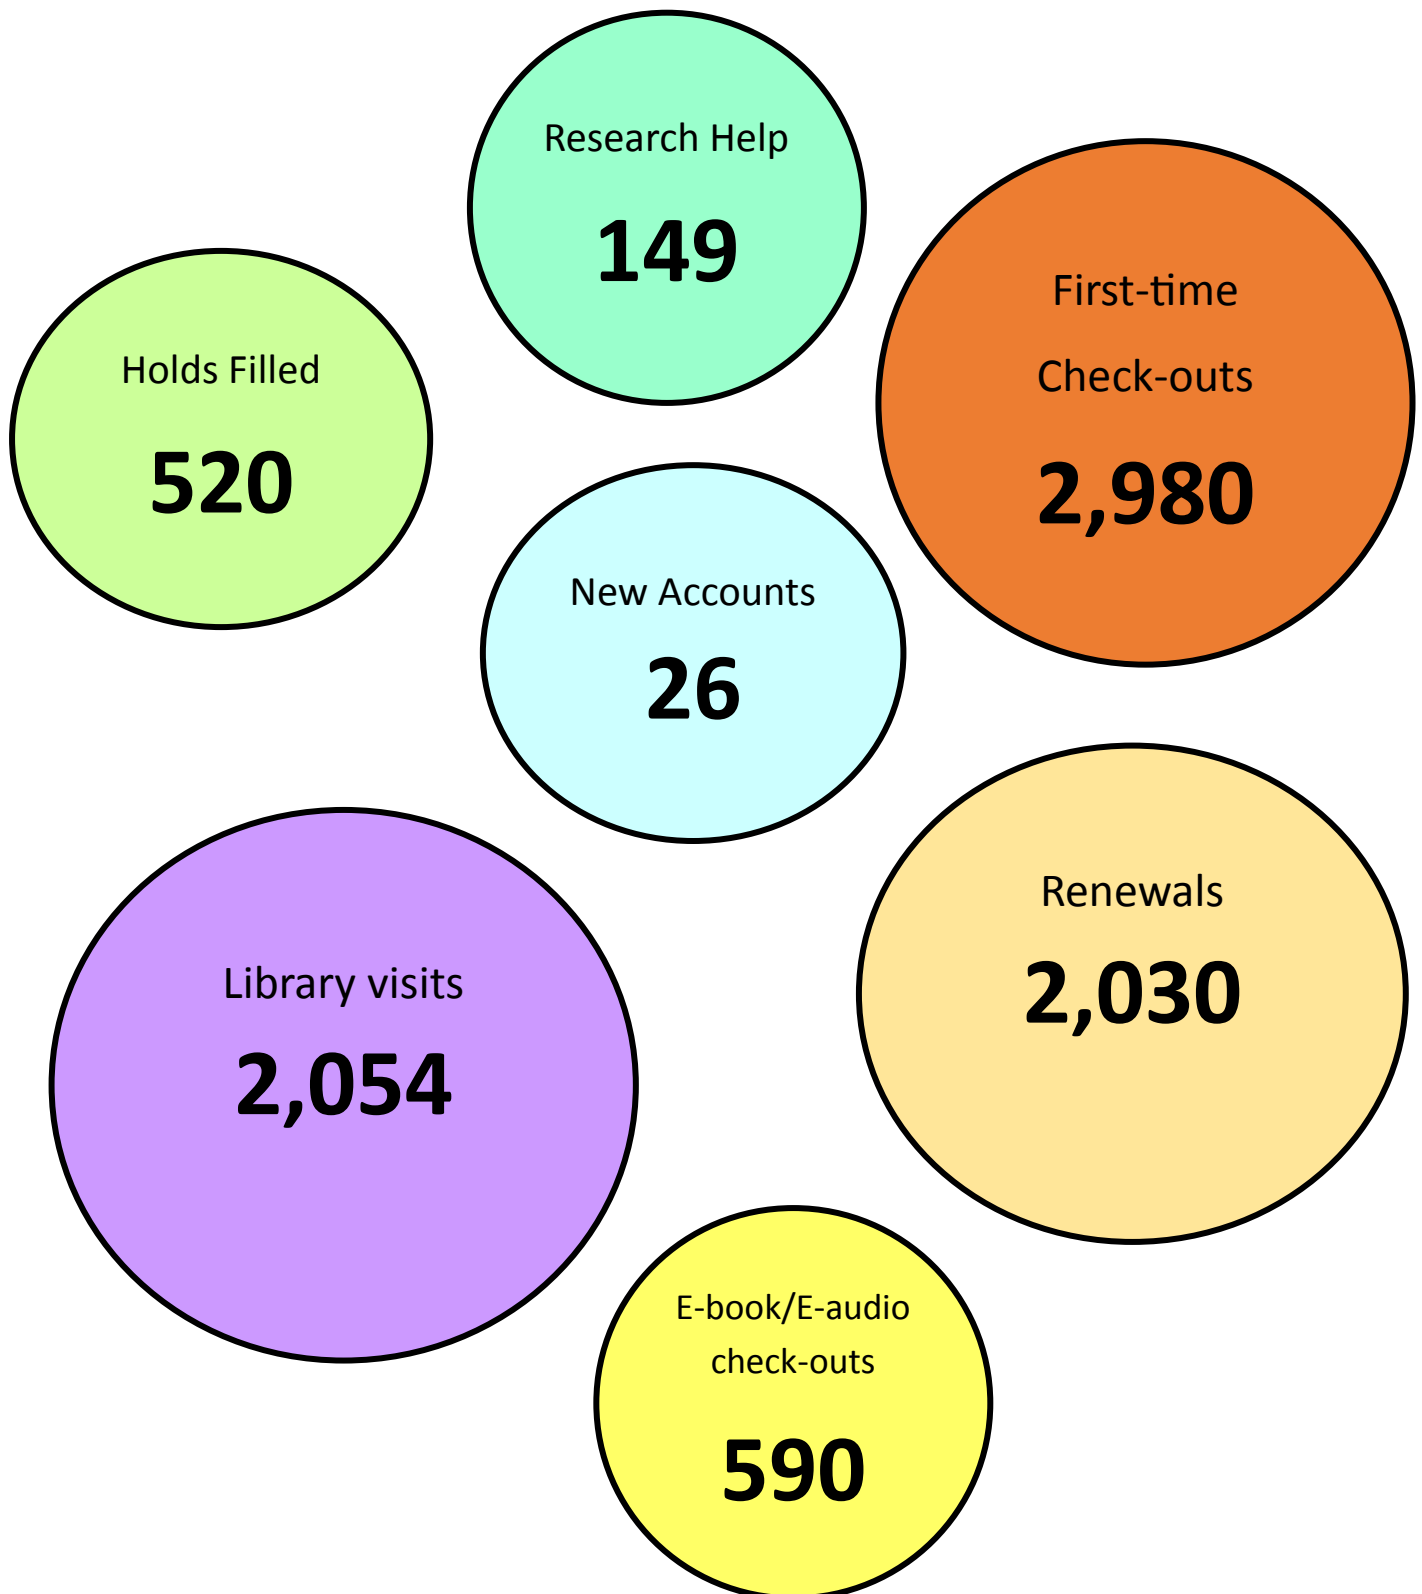 Research Help
149
First-time
Check-outs
2,980
Holds Filled
520
New Accounts
26
Renewals
2,030
Library visits
2,054
E-book/E-audio
check-outs
590